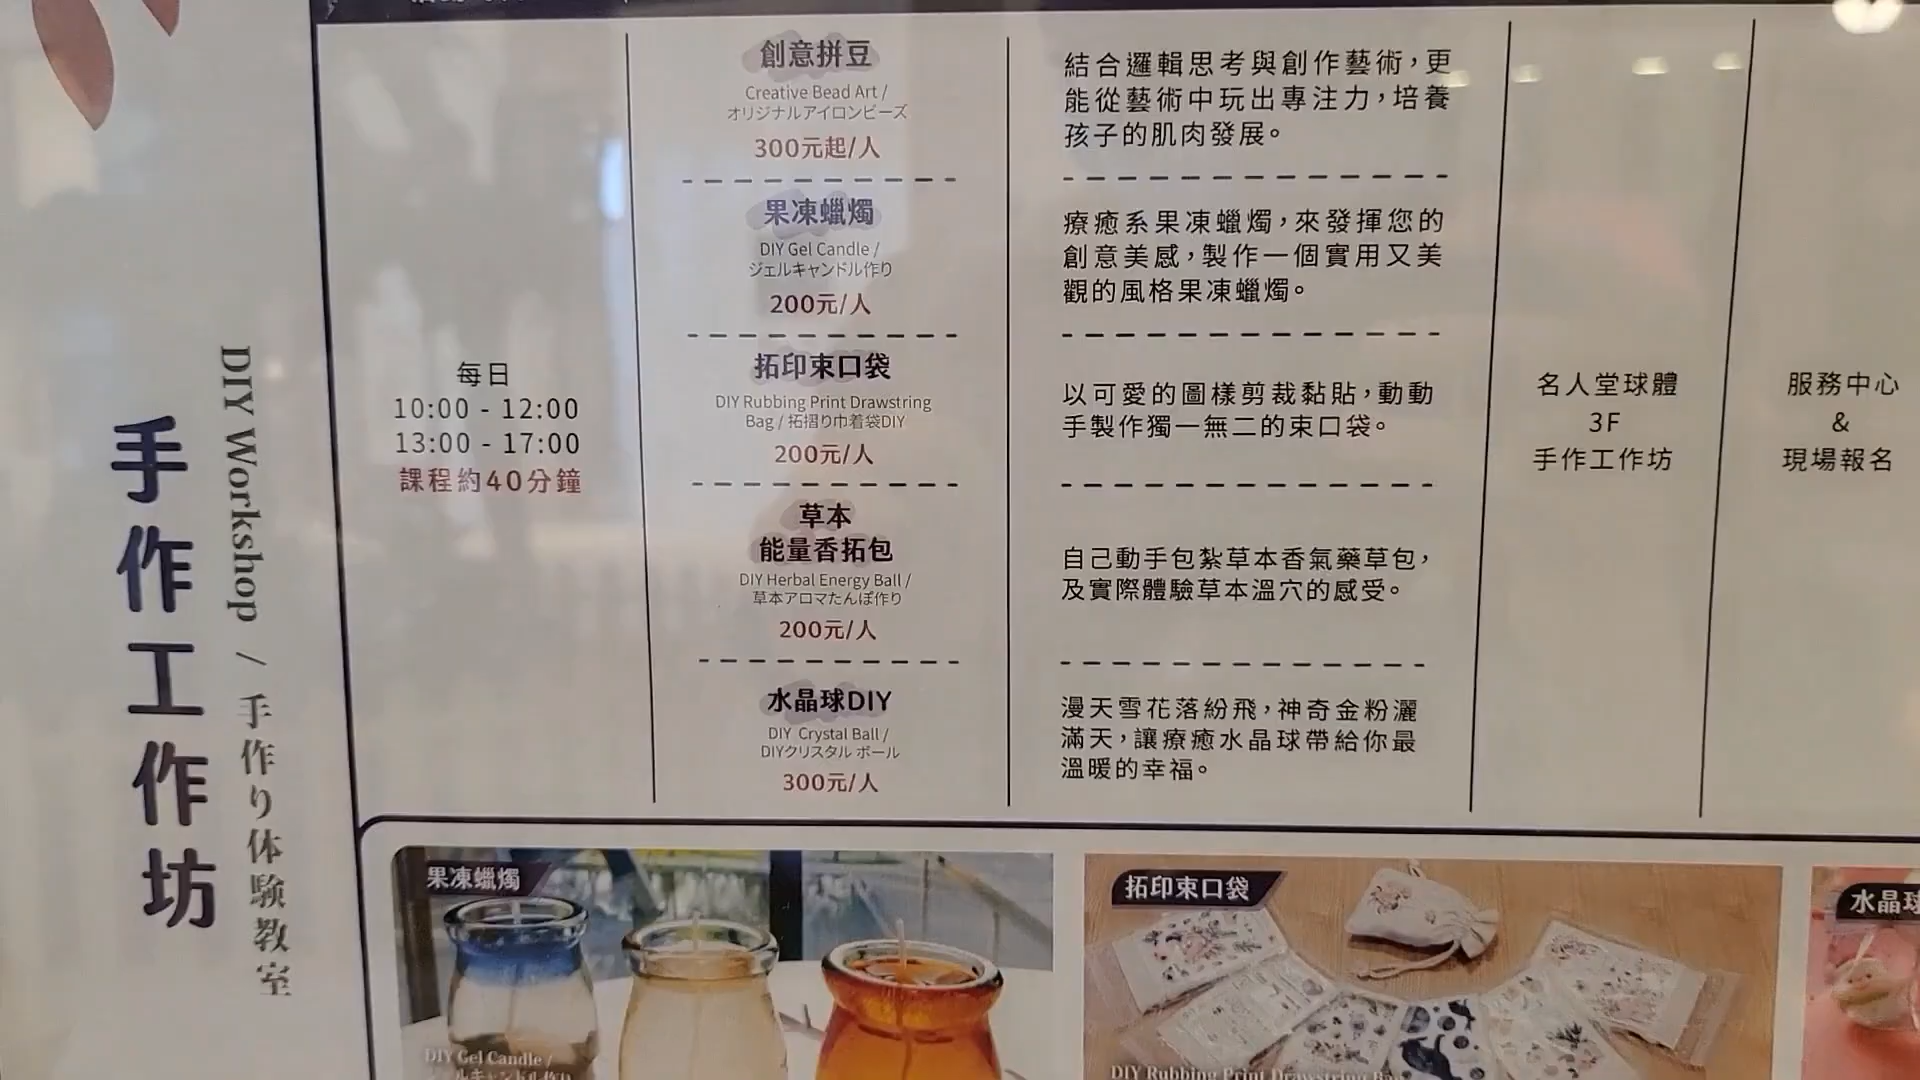 手作工作坊
DIY Workshop / 手作り体験教室
每日
10:00 - 12:00
13:00 - 17:00
課程約40分鐘
創意拼豆
Creative Bead Art /
オリジナルアイロンビーズ
300元起/人
結合邏輯思考與創作藝術，更
能從藝術中玩出專注力，培養
孩子的肌肉發展。
果凍蠟燭
DIY Gel Candle /
ジェルキャンドル作り
200元/人
療癒系果凍蠟燭，來發揮您的
創意美感，製作一個實用又美
觀的風格果凍蠟燭。
拓印束口袋
DIY Rubbing Print Drawstring
Bag / 拓摺り巾着袋DIY
200元/人
以可愛的圖樣剪裁黏貼，動動
手製作獨一無二的束口袋。
草本
能量香拓包
DIY Herbal Energy Ball /
草本アロマたんぽ作り
200元/人
自己動手包紮草本香氣藥草包，
及實際體驗草本溫穴的感受。
水晶球DIY
DIY Crystal Ball /
DIYクリスタル ボール
300元/人
漫天雪花落紛飛，神奇金粉灑
滿天，讓療癒水晶球帶給你最
溫暖的幸福。
名人堂球體
3F
手作工作坊
服務中心
&
現場報名
果凍蠟燭
DIY Gel Candle /
拓印束口袋
DIY Rubbing Print Drawstring
水晶球